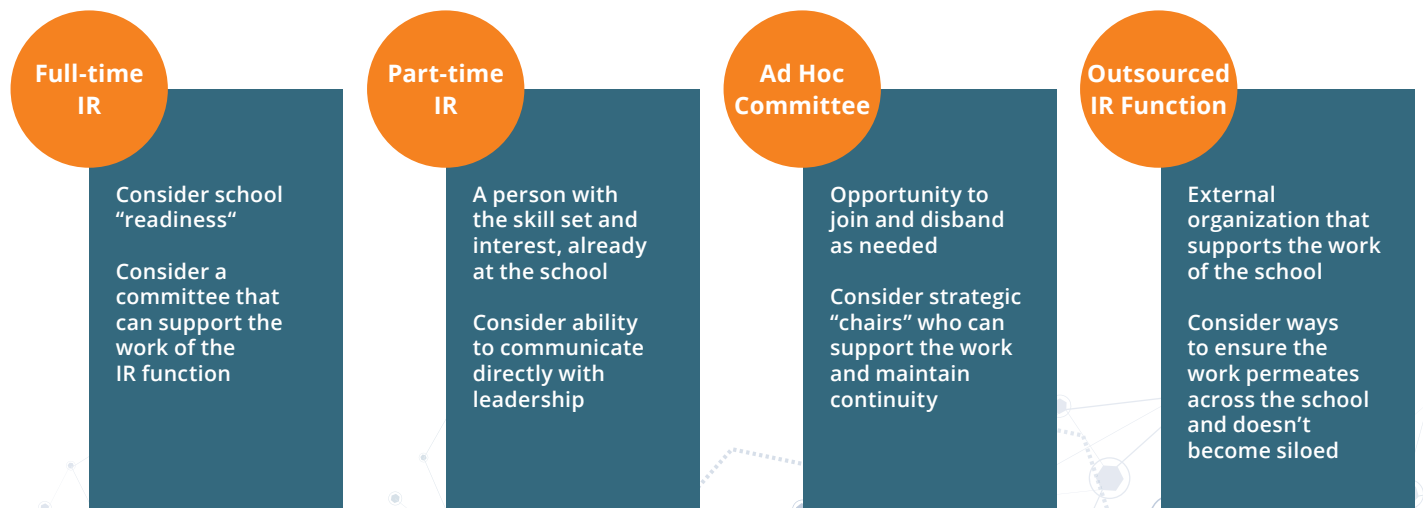 Full-time
IR
Consider school
“readiness“
Consider a
committee that
can support the
work of the
IR function
Part-time
IR
A person with
the skill set and
interest, already
at the school
Consider ability
to communicate
directly with
leadership
Ad Hoc
Committee
Opportunity to
join and disband
as needed
Consider strategic
“chairs” who can
support the work
and maintain
continuity
Outsourced
IR Function
External
organization that
supports the work
of the school
Consider ways
to ensure the
work permeates
across the school
and doesn’t
become siloed